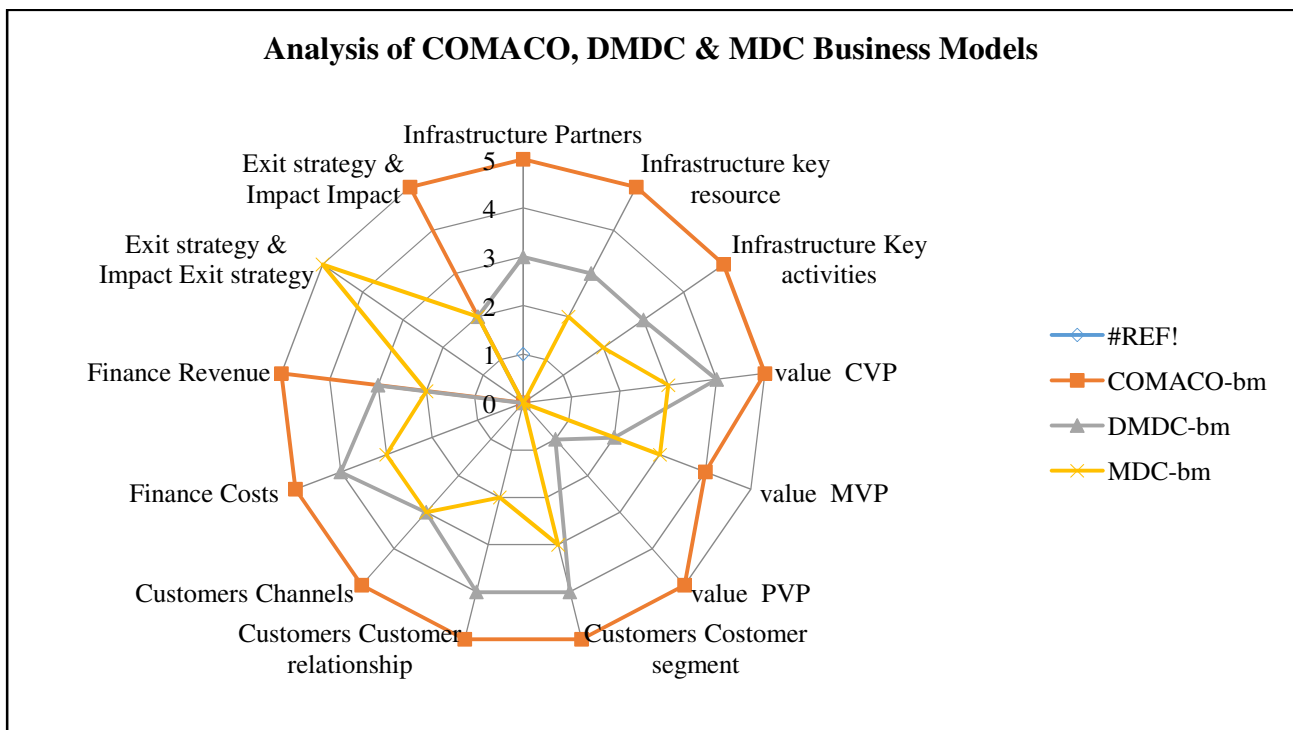 Analysis of COMACO, DMDC & MDC Business Models
Infrastructure Partners
Infrastructure key
resource
Infrastructure Key
activities
value CVP
value MVP
value PVP
Customers Costomer
segment
Customers Customer
relationship
Customers Channels
Finance Costs
Finance Revenue
Exit strategy &
Impact Exit strategy
Exit strategy &
Impact Impact
5
4
3
2
1
0
#REF!
COMACO-bm
DMDC-bm
MDC-bm